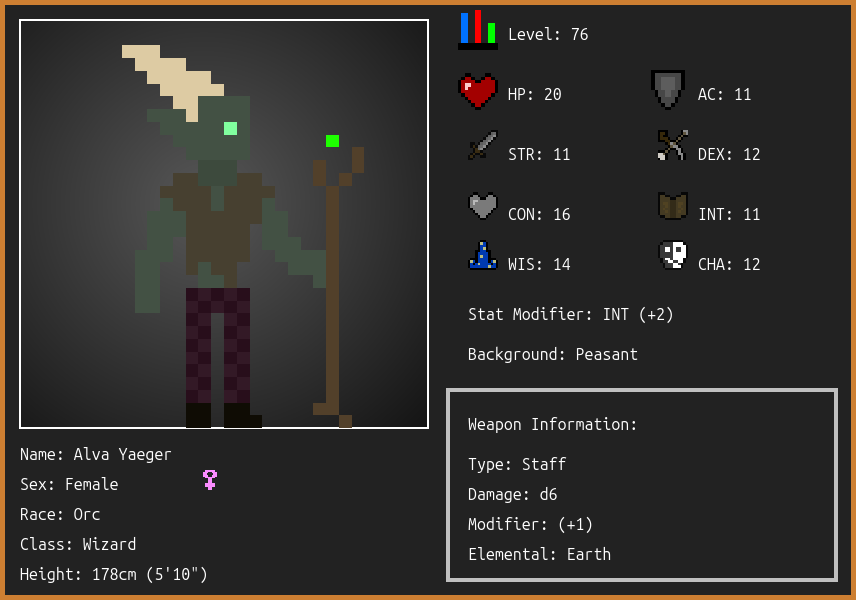 Level: 76
HP: 20
AC: 11
STR: 11
DEX: 12
CON: 16
INT: 11
WIS: 14
CHA: 12
Stat Modifier: INT (+2)
Background: Peasant
Weapon Information:
Type: Staff
Damage: d6
Modifier: (+1)
Elemental: Earth
Name: Alva Yaeger
Sex: Female
Race: Orc
Class: Wizard
Height: 178cm (5'10")